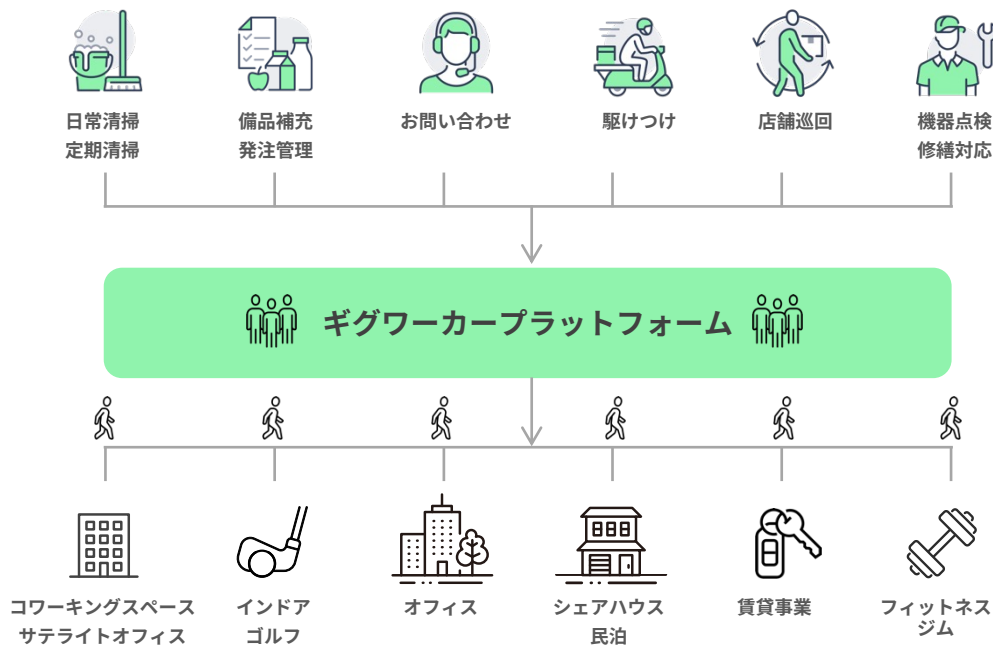 日常清掃
定期清掃
備品補充
発注管理
お問い合わせ
駆けつけ
店舗巡回
機器点検
修繕対応
ギグワーカープラットフォーム
コワーキングスペース
サテライトオフィス
インドア
ゴルフ
オフィス
シェアハウス
民泊
賃貸事業
フィットネス
ジム